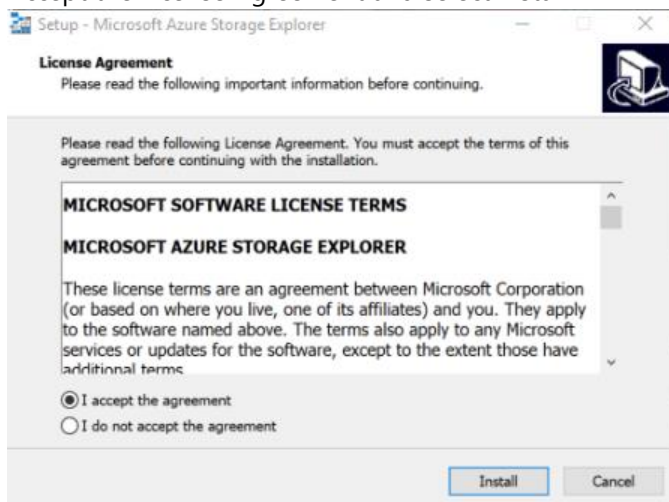 Setup - Microsoft Azure Storage Explorer
License Agreement
Please read the following important information before continuing.
Please read the following License Agreement. You must accept the terms of this
agreement before continuing with the installation.
MICROSOFT SOFTWARE LICENSE TERMS
MICROSOFT AZURE STORAGE EXPLORER
These license terms are an agreement between Microsoft Corporation
(or based on where you live, one of its affiliates) and you. They apply
to the software named above. The terms also apply to any Microsoft
services or updates for the software, except to the extent those have
additional terms.
I accept the agreement
I do not accept the agreement
Install
Cancel